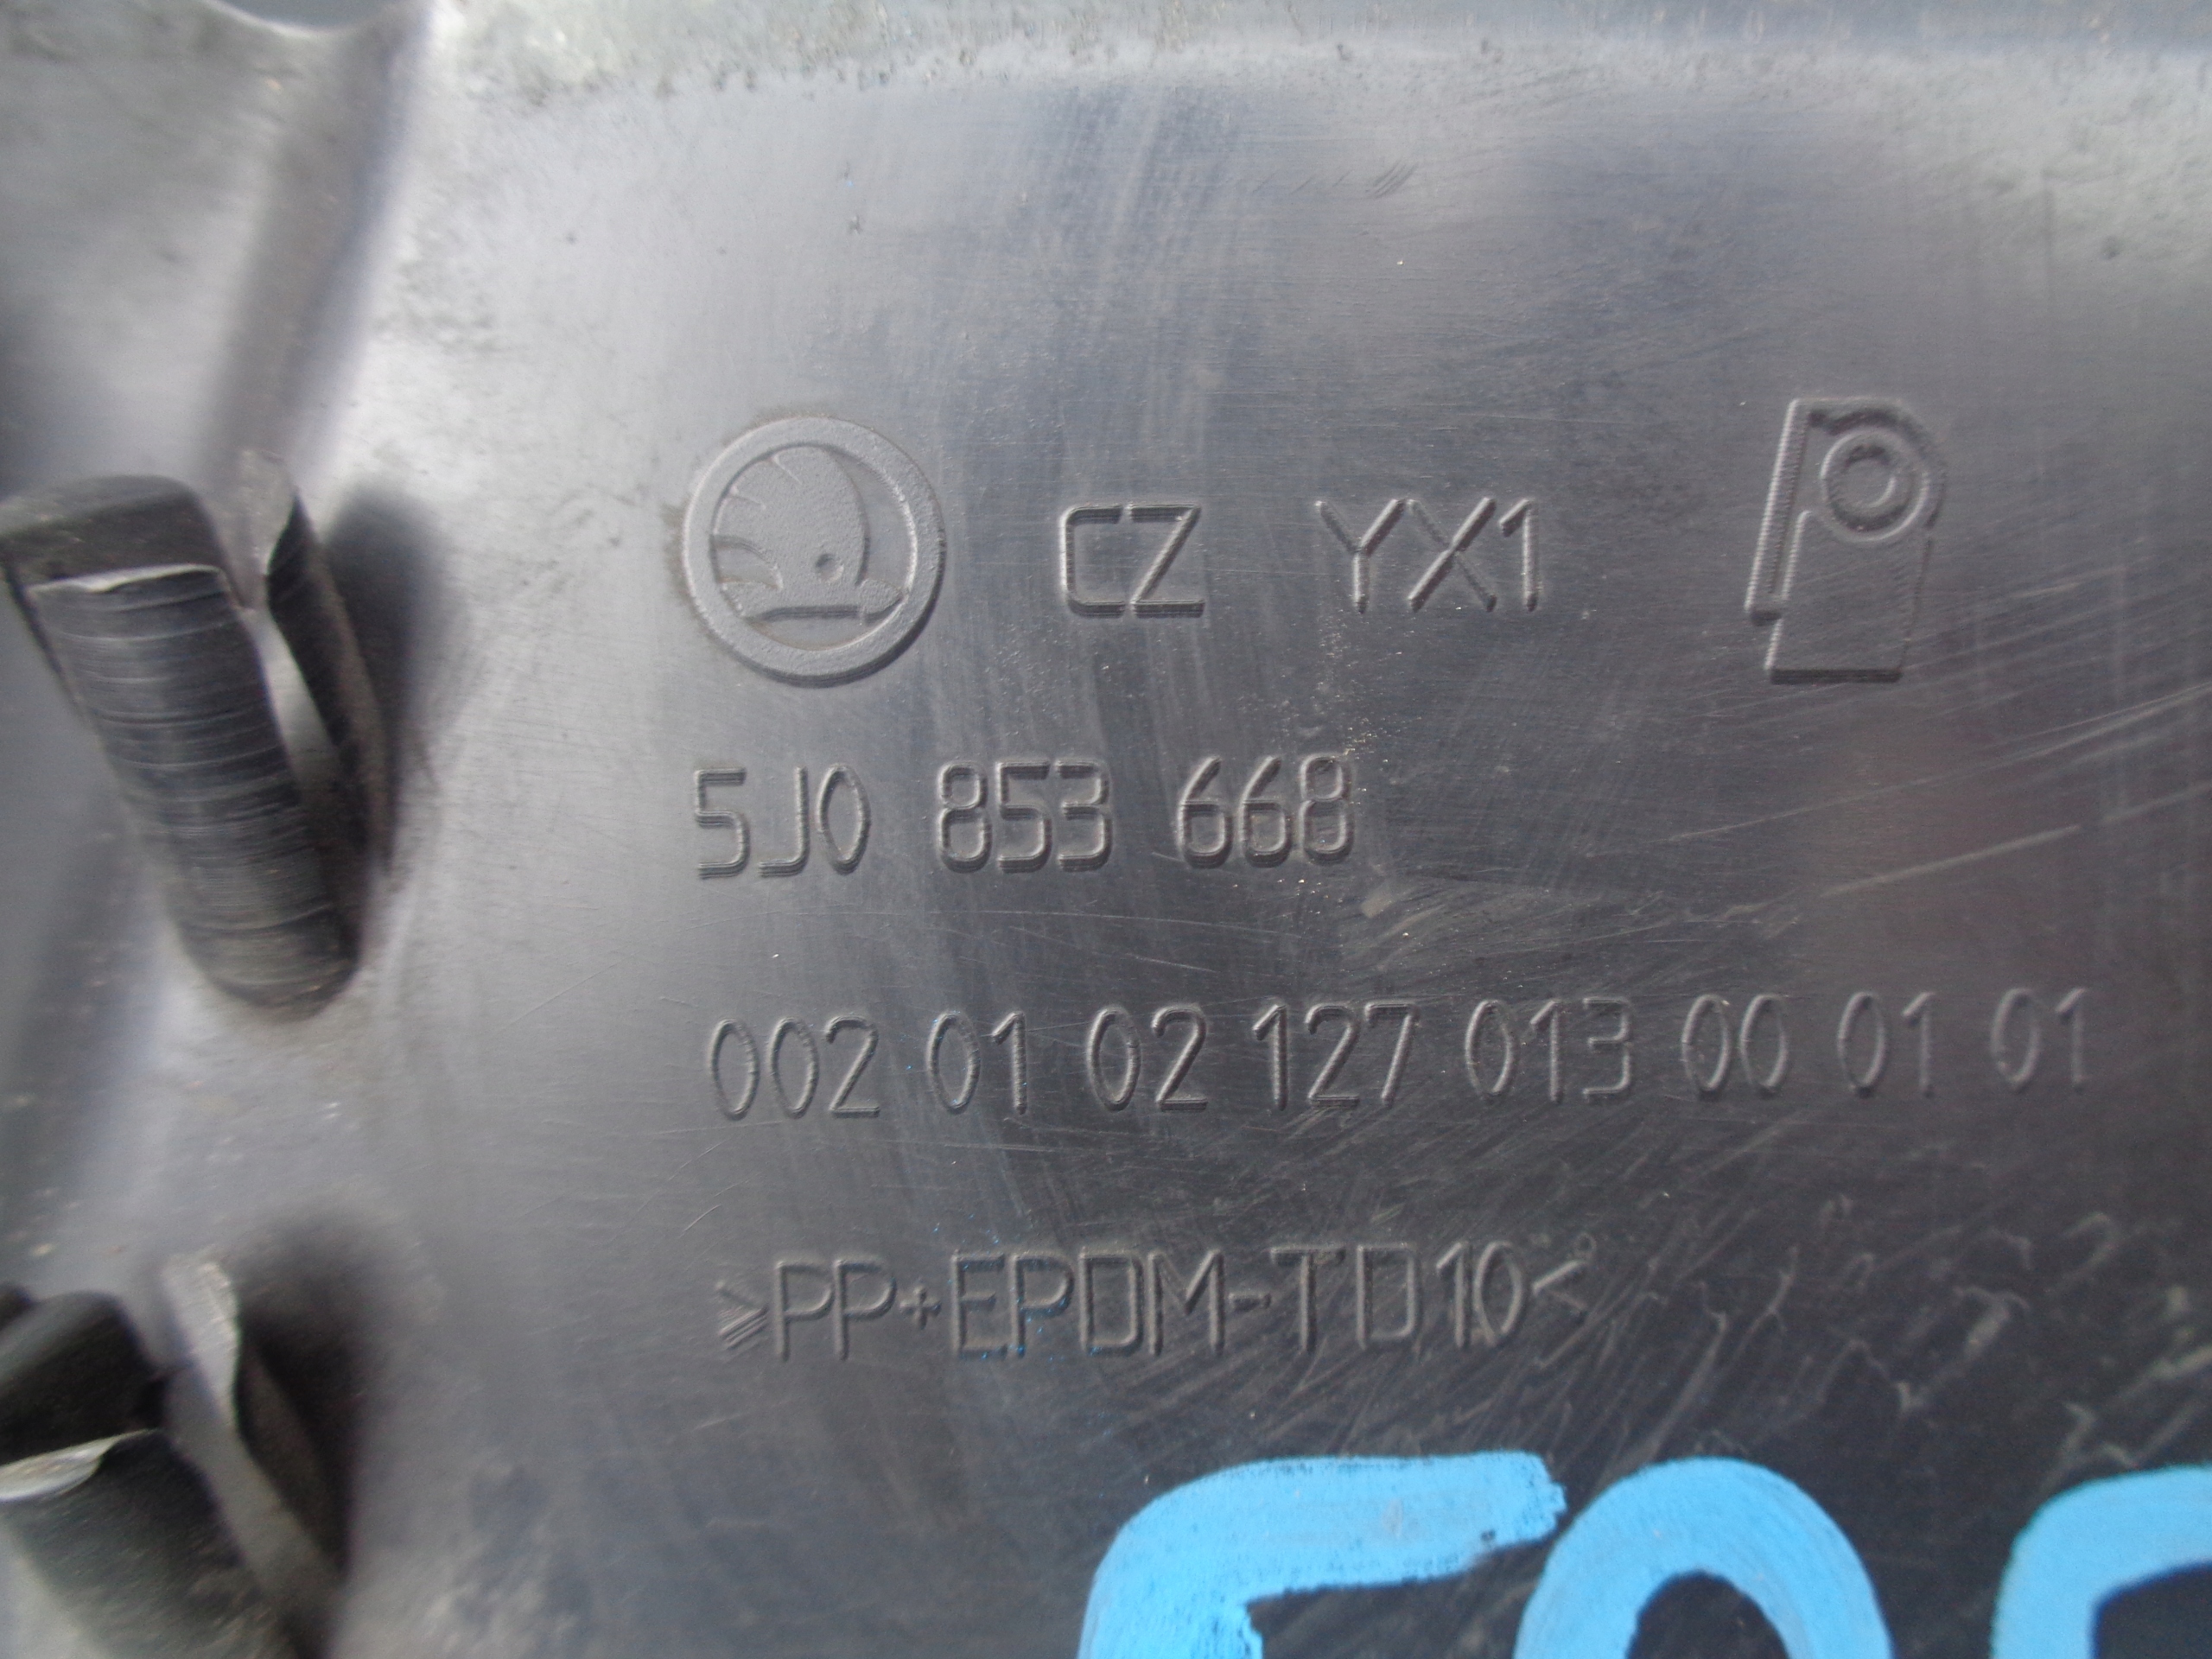 CZ YX1
5J0 853 668
002 01 02 127 013 00 01 01
>PP+EPDM-TD10<